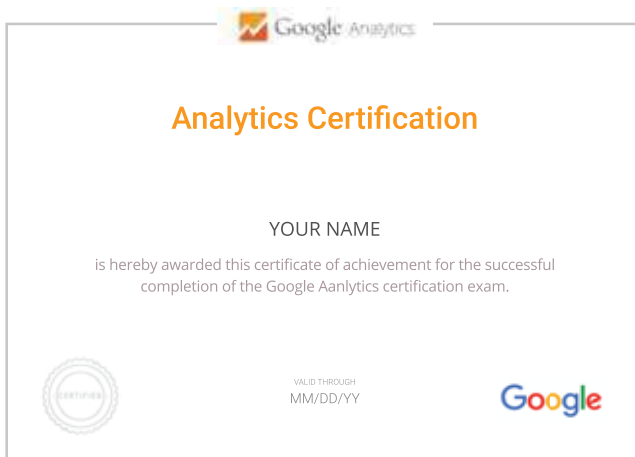 Google Analytics
Analytics Certification
YOUR NAME
is hereby awarded this certificate of achievement for the successful
completion of the Google Aanlytics certification exam.
CERTIFIED
VALID THROUGH
MM/DD/YY
Google